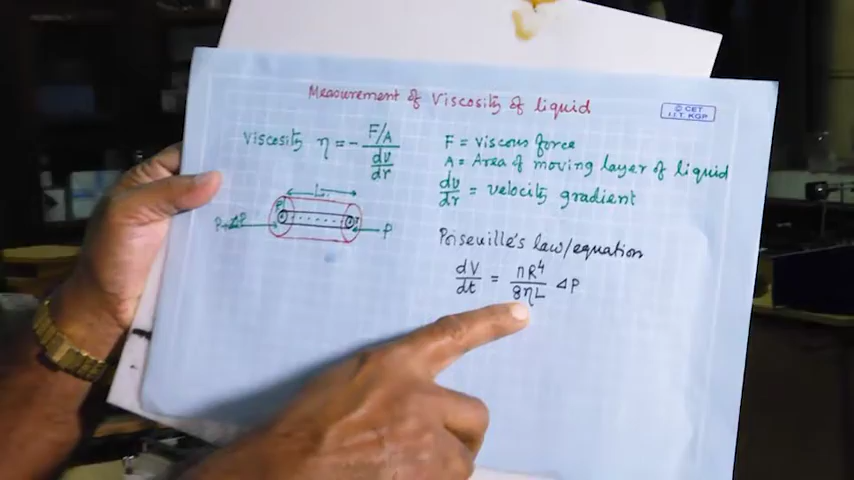 Measurement of Viscosity of liquid
© CET
I.I.T. KGP
Viscosity η = - F/A / dv/dr
F = viscous force
A = Area of moving layer of liquid
dv/dr = velocity gradient
L
P
Poiseuille's law/equation
dV/dt = πR⁴/8ηL ΔP